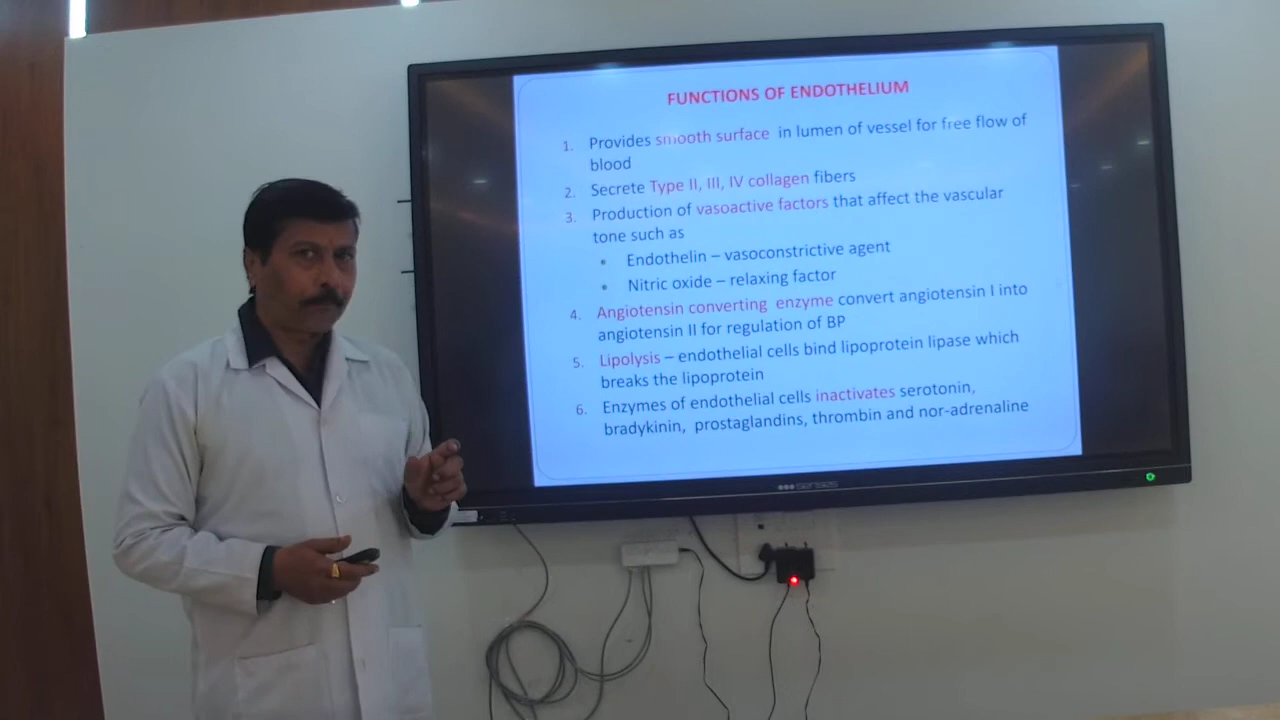 FUNCTIONS OF ENDOTHELIUM
1. Provides smooth surface in lumen of vessel for free flow of
blood
2. Secrete Type II, III, IV collagen fibers
3. Production of vasoactive factors that affect the vascular
tone such as
• Endothelin – vasoconstrictive agent
• Nitric oxide – relaxing factor
4. Angiotensin converting enzyme convert angiotensin I into
angiotensin II for regulation of BP
5. Lipolysis – endothelial cells bind lipoprotein lipase which
breaks the lipoprotein
6. Enzymes of endothelial cells inactivates serotonin,
bradykinin, prostaglandins, thrombin and nor-adrenaline